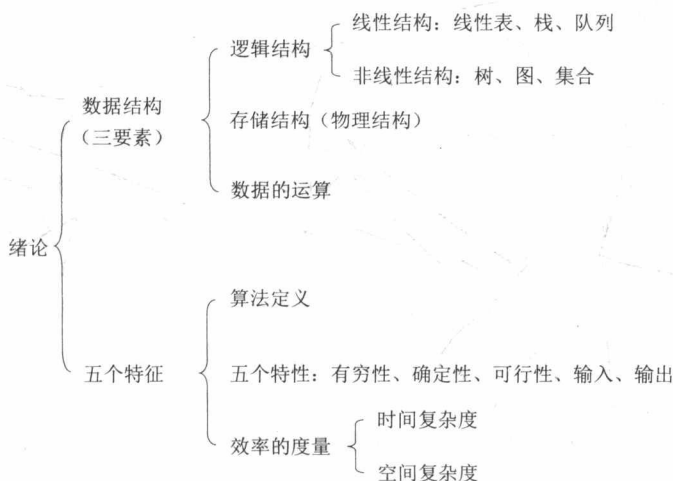 线性结构：线性表、栈、队列
逻辑结构
非线性结构：树、图、集合
数据结构
（三要素）
存储结构（物理结构）
数据的运算
绪论
算法定义
五个特征
五个特性：有穷性、确定性、可行性、输入、输出
时间复杂度
效率的度量
空间复杂度